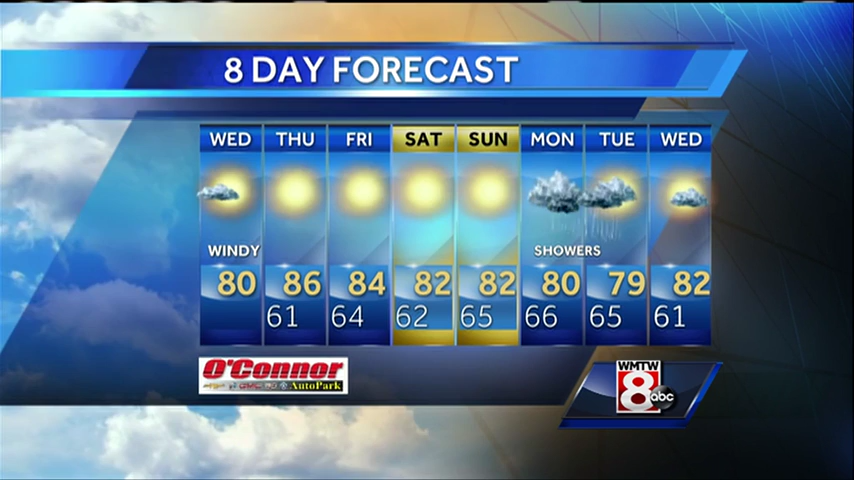 8 DAY FORECAST
WED THU FRI SAT SUN MON TUE WED
WINDY SHOWERS
80 86 84 82 82 80 79 82
61 64 62 65 66 65 61
O'Connor
AutoPark
WMTW
8 abc